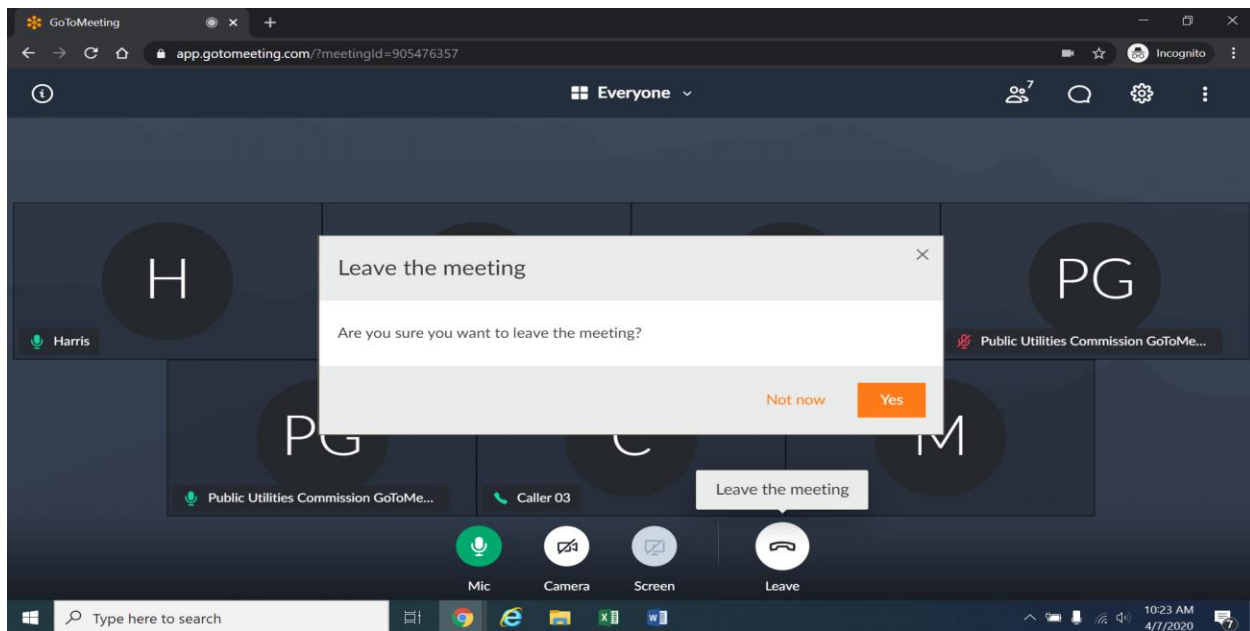 GoToMeeting
app.gotomeeting.com/?meetingId=905476357
Incognito
Everyone
7
H
PG
Harris
Public Utilities Commission GoToMe...
Leave the meeting
Are you sure you want to leave the meeting?
Not now
Yes
PG
C
M
Public Utilities Commission GoToMe...
Caller 03
Leave the meeting
Mic
Camera
Screen
Leave
Type here to search
10:23 AM
4/7/2020
7